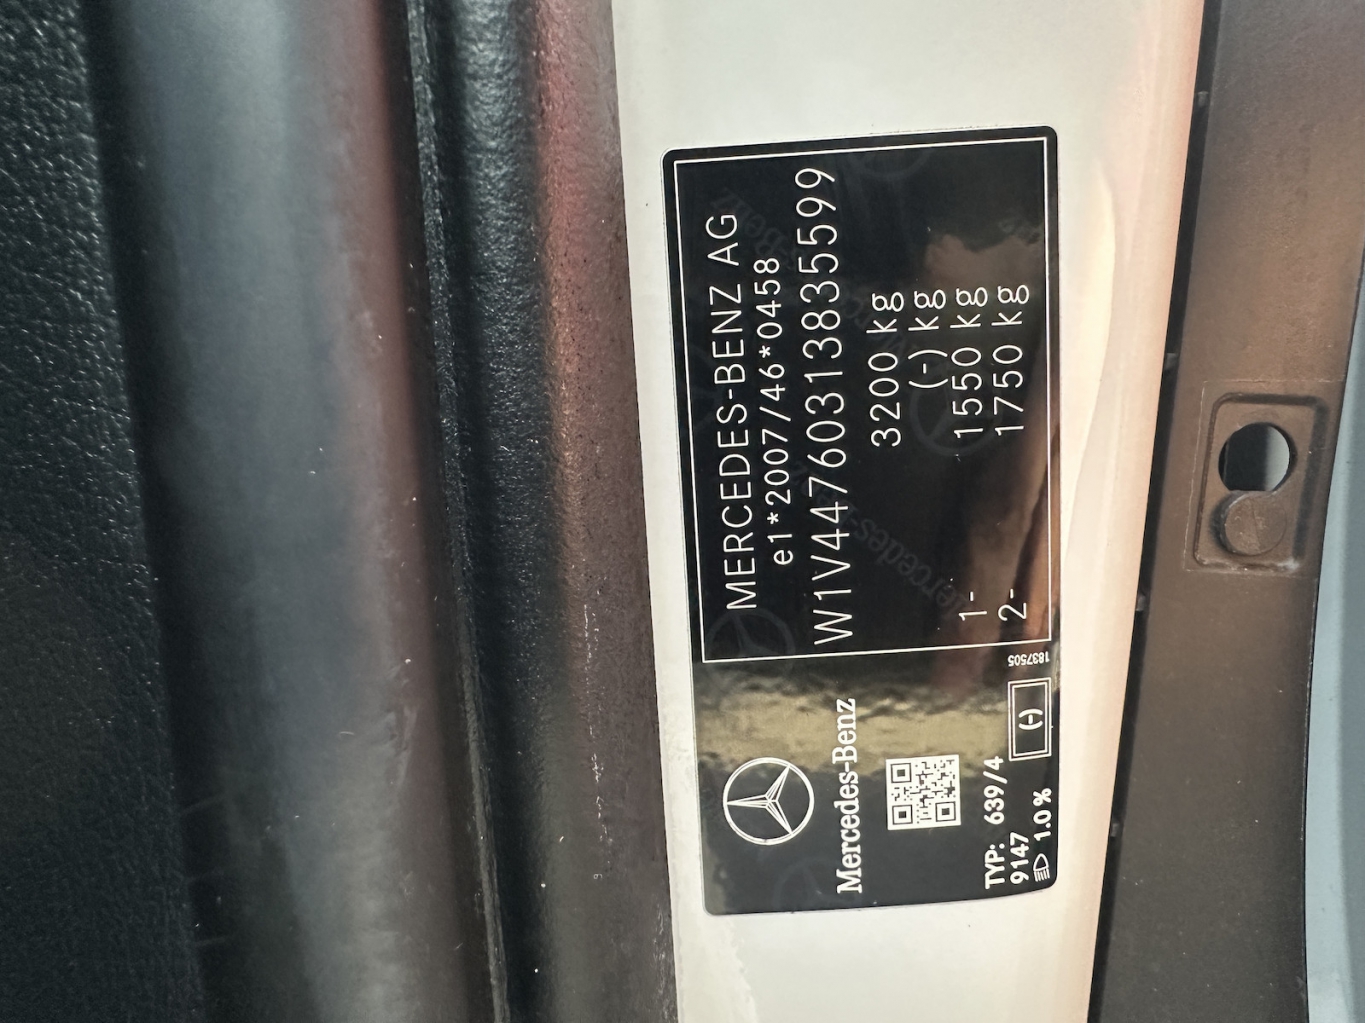 MERCEDES-BENZ AG
e1*2007/46*0458
W1V44760313835599
3200 kg
(-) kg
1- 1550 kg
2- 1750 kg
1837505
Mercedes-Benz
TYP: 639/4
9147
1.0 %
(-)